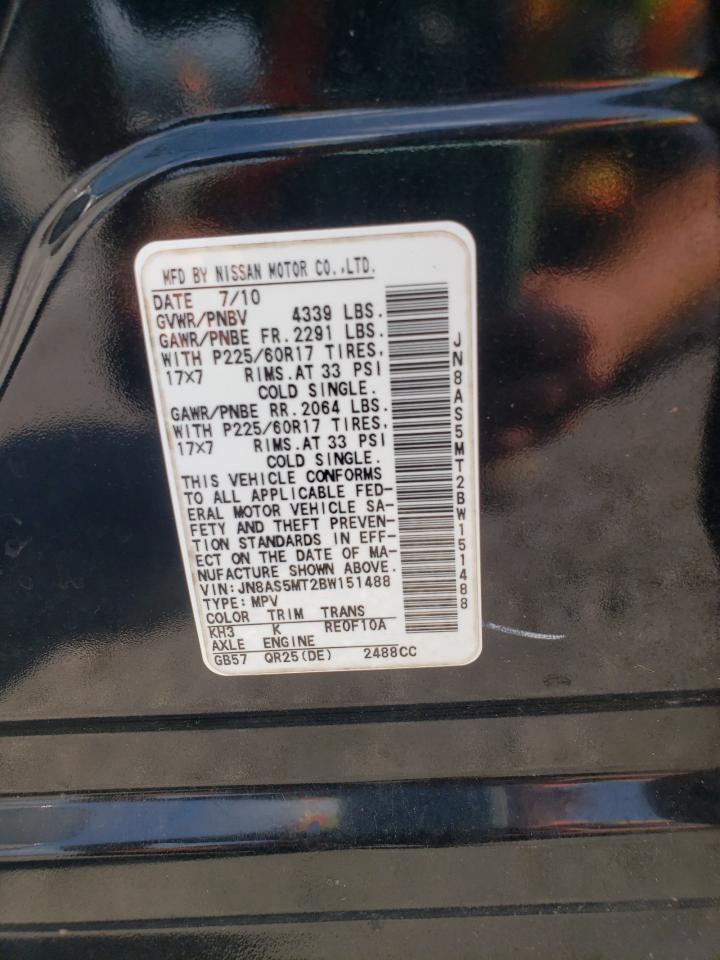 MFD BY NISSAN MOTOR CO.,LTD.
DATE 7/10
GVWR/PNBV 4339 LBS.
GAWR/PNBE FR.2291 LBS.
WITH P225/60R17 TIRES,
17X7 RIMS.AT 33 PSI
COLD SINGLE.
GAWR/PNBE RR.2064 LBS.
WITH P225/60R17 TIRES,
17X7 RIMS.AT 33 PSI
COLD SINGLE.
THIS VEHICLE CONFORMS
TO ALL APPLICABLE FED-
ERAL MOTOR VEHICLE SA-
FETY AND THEFT PREVEN-
TION STANDARDS IN EFF-
ECT ON THE DATE OF MA-
NUFACTURE SHOWN ABOVE.
VIN:JN8AS5MT2BW151488
TYPE:MPV
COLOR TRIM TRANS
KH3 K RE0F10A
AXLE ENGINE
GB57 QR25(DE) 2488CC
JN8AS5MT2BW151488